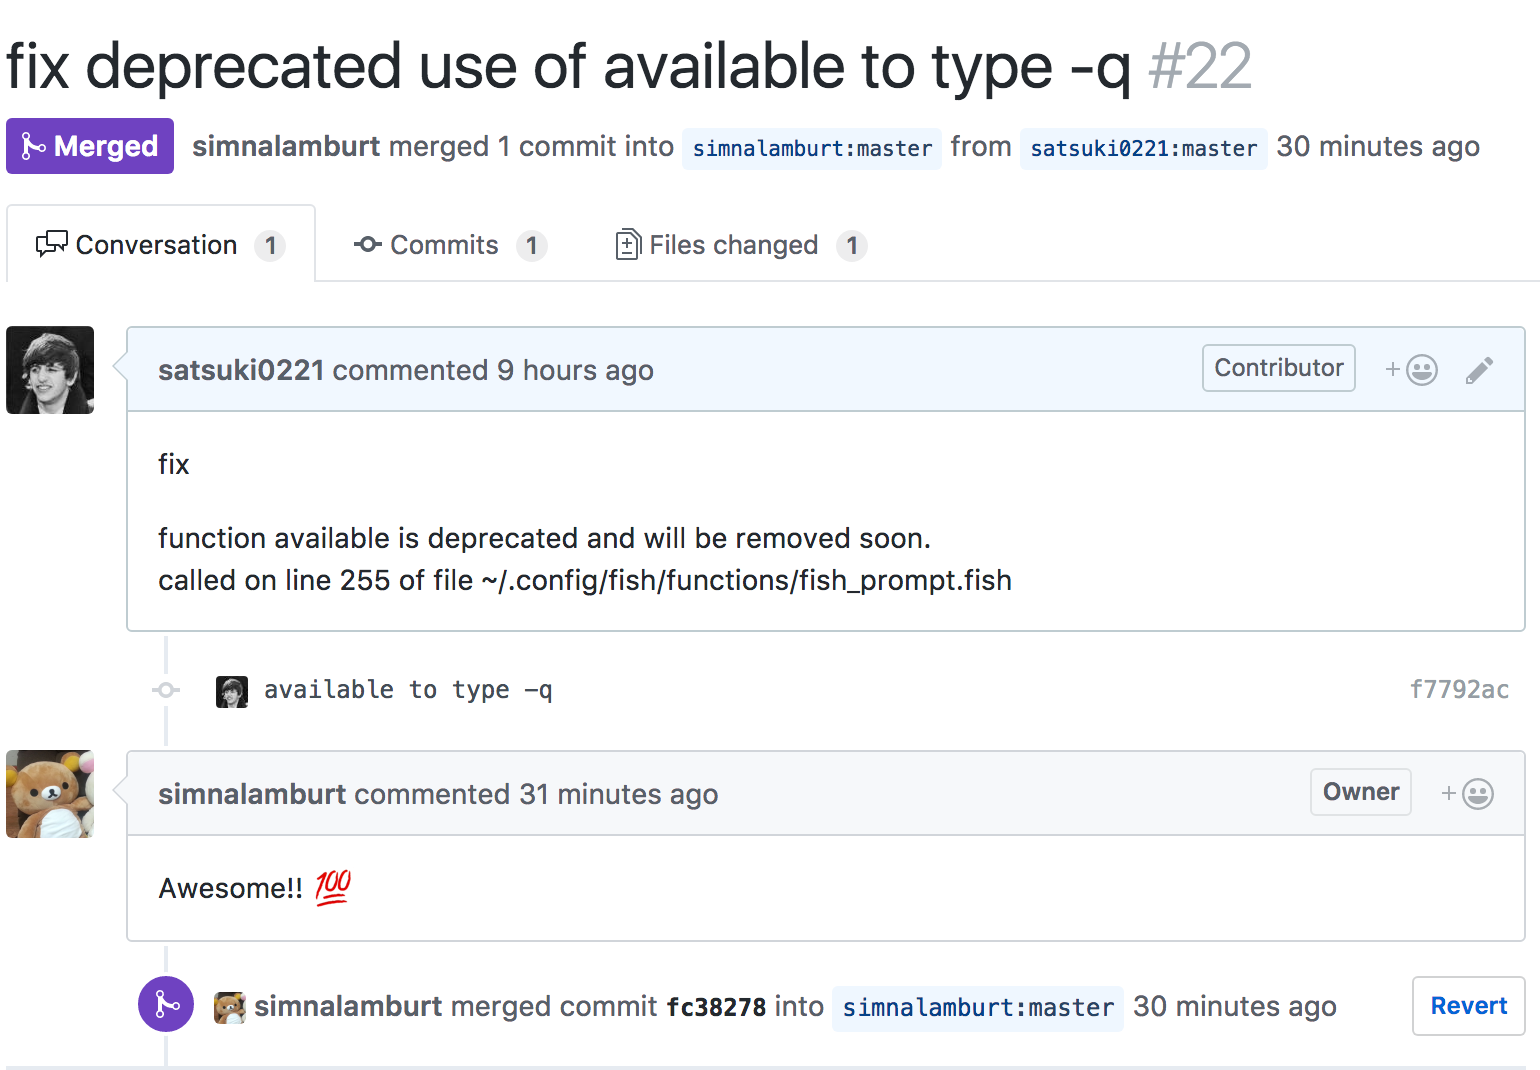 fix deprecated use of available to type -q #22
Merged simnalamburt merged 1 commit into simnalamburt:master from satsuki0221:master 30 minutes ago
Conversation 1 Commits 1 Files changed 1
satsuki0221 commented 9 hours ago Contributor
fix
function available is deprecated and will be removed soon.
called on line 255 of file ~/.config/fish/functions/fish_prompt.fish
available to type -q f7792ac
simnalamburt commented 31 minutes ago Owner
Awesome!! 💯
simnalamburt merged commit fc38278 into simnalamburt:master 30 minutes ago Revert